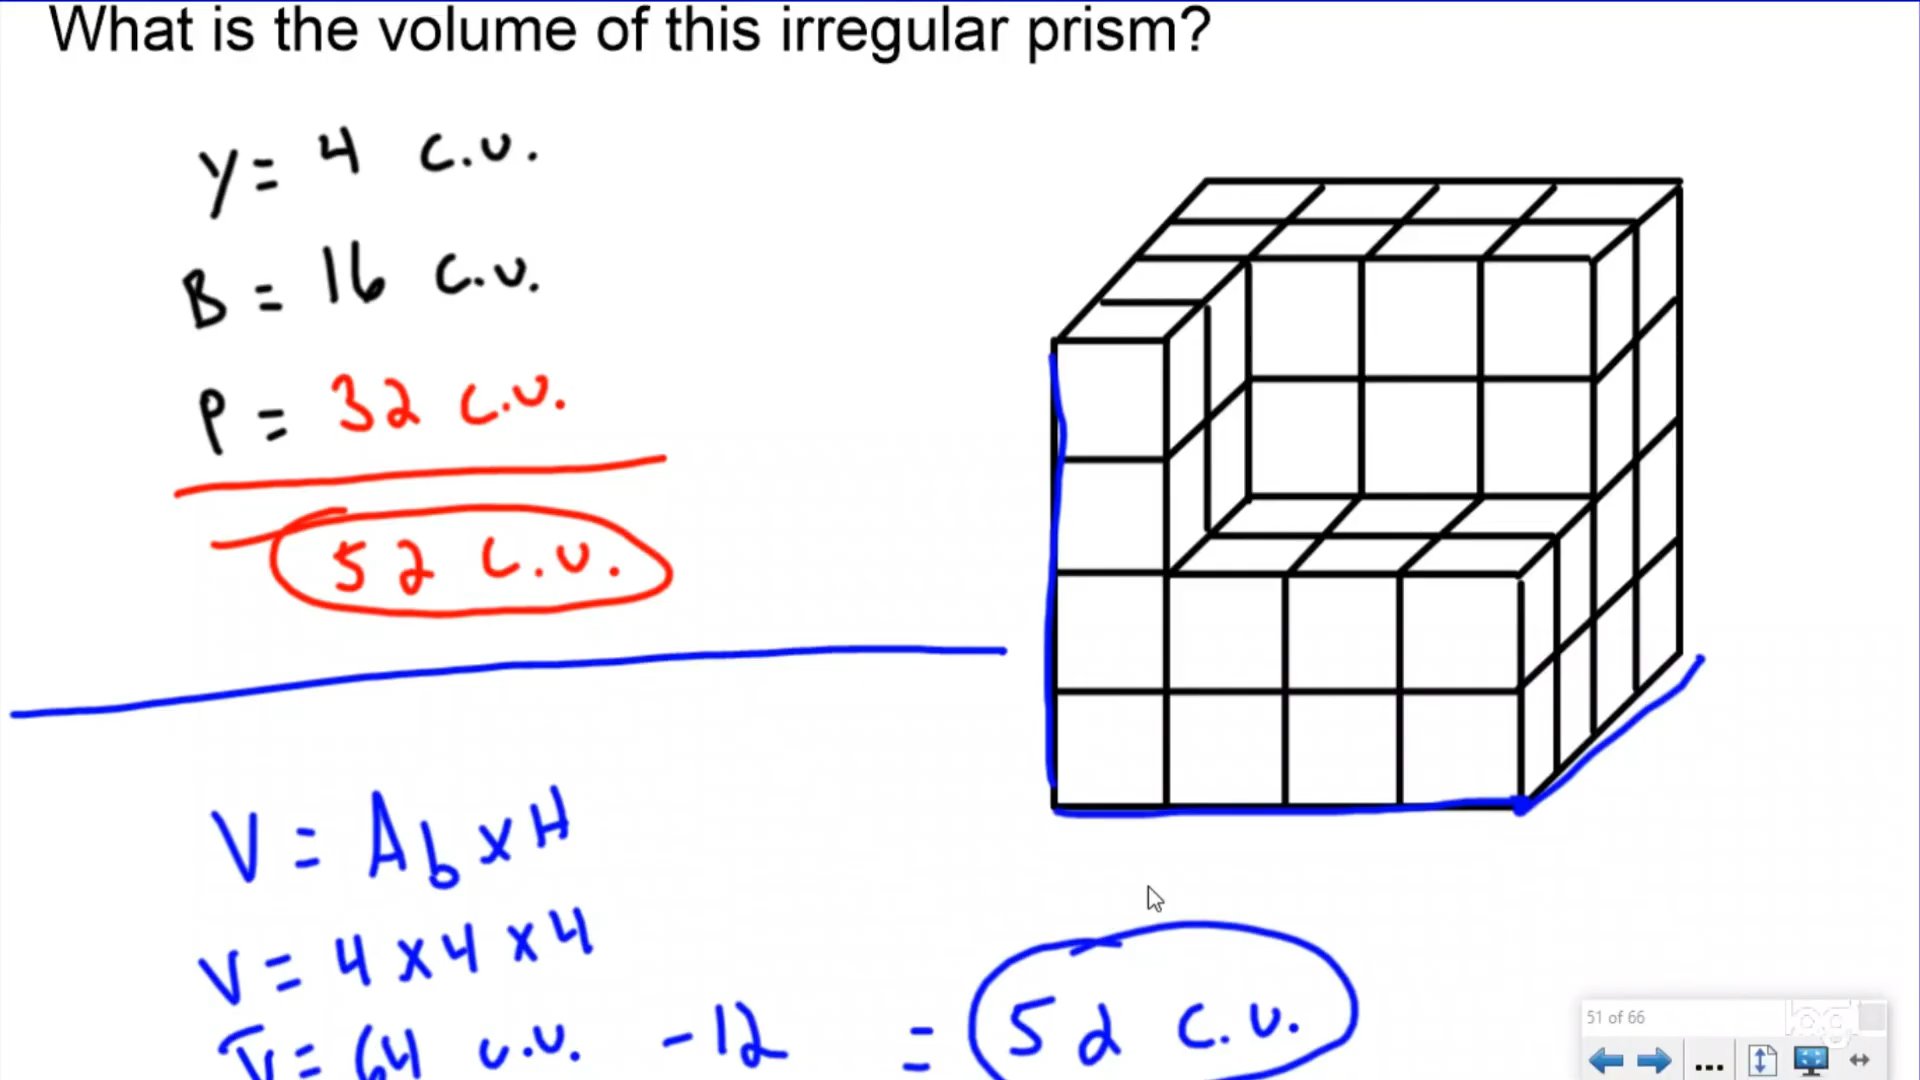 What is the volume of this irregular prism?
Y = 4 c.u.
B = 16 c.u.
P = 32 c.u.
52 c.u.
V = Ab x H
V = 4 x 4 x 4
V = 64 c.u. - 12 = 52 c.u.
51 of 66
...